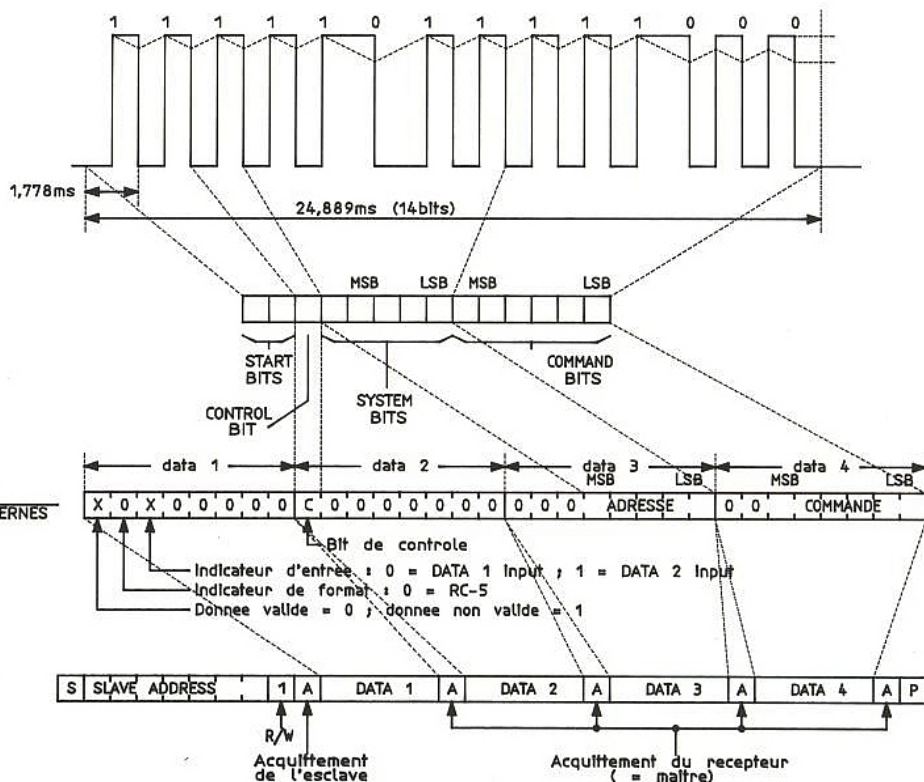 1 1 1 1 1 0 1 1 1 1 1 0 0 0
1,778ms
24,889ms (14bits)
MSB LSB MSB LSB
START BITS
CONTROL BIT
SYSTEM BITS
COMMAND BITS
data 1 data 2 data 3 data 4
MSB LSB MSB LSB
ERNES
X 0 X 0 0 0 0 0 C 0 0 0 0 0 0 0 0 0 0 ADRESSE 0 0 COMMANDE
Bit de controle
Indicateur d'entrée : 0 = DATA 1 Input ; 1 = DATA 2 Input
Indicateur de format : 0 = RC-5
Donnee valide = 0 ; donnee non valide = 1
S SLAVE ADDRESS 1 A DATA 1 A DATA 2 A DATA 3 A DATA 4 A P
R/W
Acquittement de l'esclave
Acquittement du recepteur
( = maître)